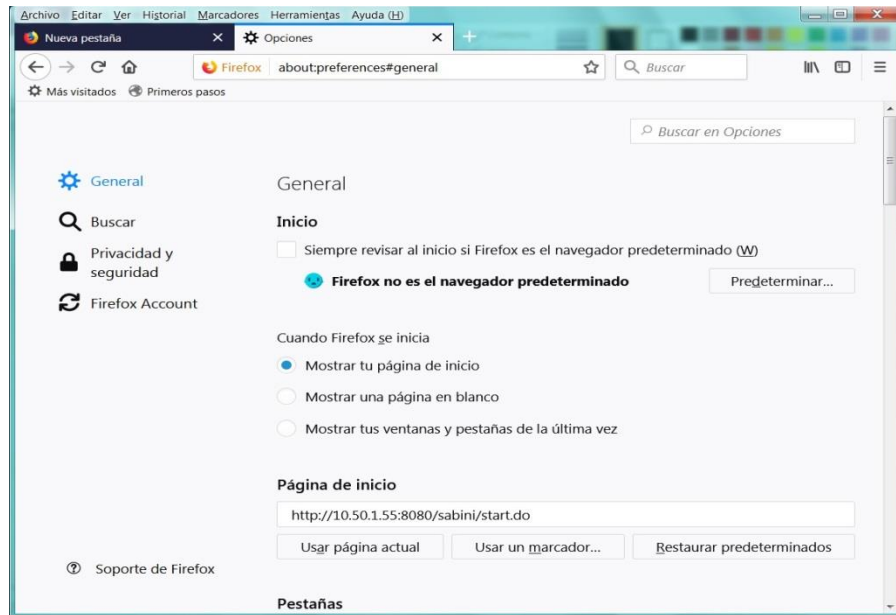 Archivo Editar Ver Historial Marcadores Herramientas Ayuda (H)
Nueva pestaña
Opciones
Firefox about:preferences#general
Buscar
Más visitados Primeros pasos
Buscar en Opciones
General
Buscar
Privacidad y
seguridad
Firefox Account
General
Inicio
Siempre revisar al inicio si Firefox es el navegador predeterminado (W)
Firefox no es el navegador predeterminado
Predeterminar...
Cuando Firefox se inicia
Mostrar tu página de inicio
Mostrar una página en blanco
Mostrar tus ventanas y pestañas de la última vez
Página de inicio
http://10.50.1.55:8080/sabini/start.do
Usar página actual Usar un marcador... Restaurar predeterminados
Soporte de Firefox
Pestañas